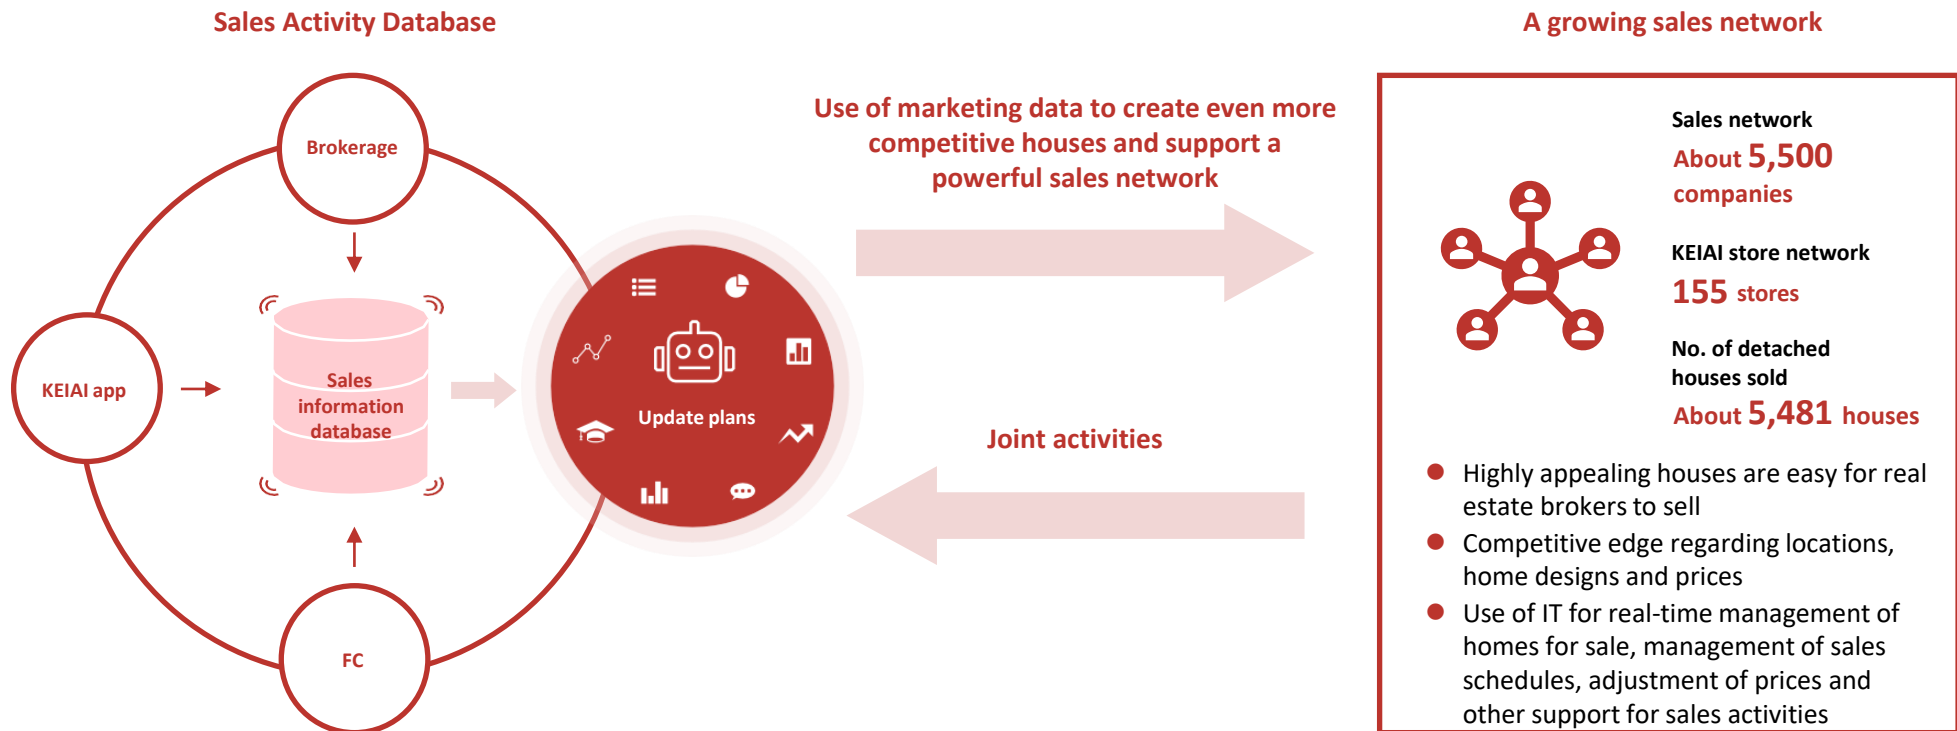 Sales Activity Database
Brokerage
KEIAI app
Sales
information
database
FC
Update plans
Use of marketing data to create even more
competitive houses and support a
powerful sales network
Joint activities
A growing sales network
Sales network
About 5,500
companies
KEIAI store network
155 stores
No. of detached
houses sold
About 5,481 houses
● Highly appealing houses are easy for real
estate brokers to sell
● Competitive edge regarding locations,
home designs and prices
● Use of IT for real-time management of
homes for sale, management of sales
schedules, adjustment of prices and
other support for sales activities